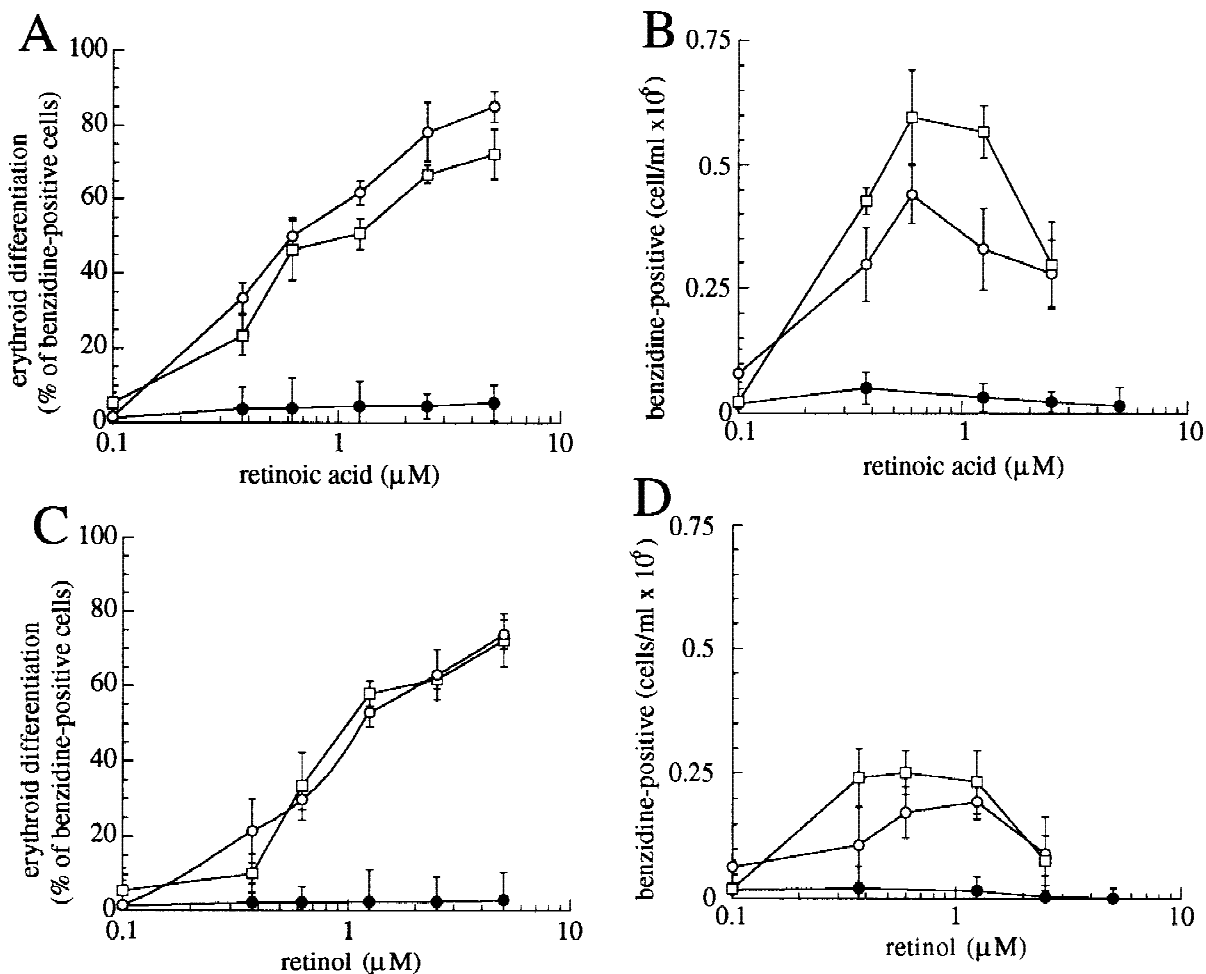 A
100
80
60
40
20
0
erythroid differentiation
(% of benzidine-positive cells)
0.1
1
10
retinoic acid (μM)
B
0.75
0.5
0.25
0
benzidine-positive (cell/ml x 10⁶)
0.1
1
10
retinoic acid (μM)
C
100
80
60
40
20
0
erythroid differentiation
(% of benzidine-positive cells)
0.1
1
10
retinol (μM)
D
0.75
0.5
0.25
0
benzidine-positive (cells/ml x 10⁶)
0.1
1
10
retinol (μM)